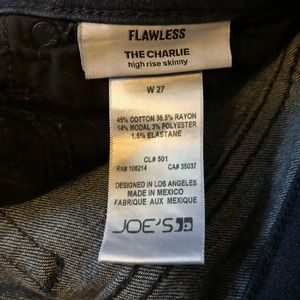 FLAWLESS
THE CHARLIE
high rise skinny
W 27
45% COTTON 36.5% RAYON
14% MODAL 3% POLYESTER
1.5% ELASTANE
CL# 501
RN# 106214 CA# 35037
DESIGNED IN LOS ANGELES
MADE IN MEXICO
FABRIQUE AUX MEXIQUE
JOE'S